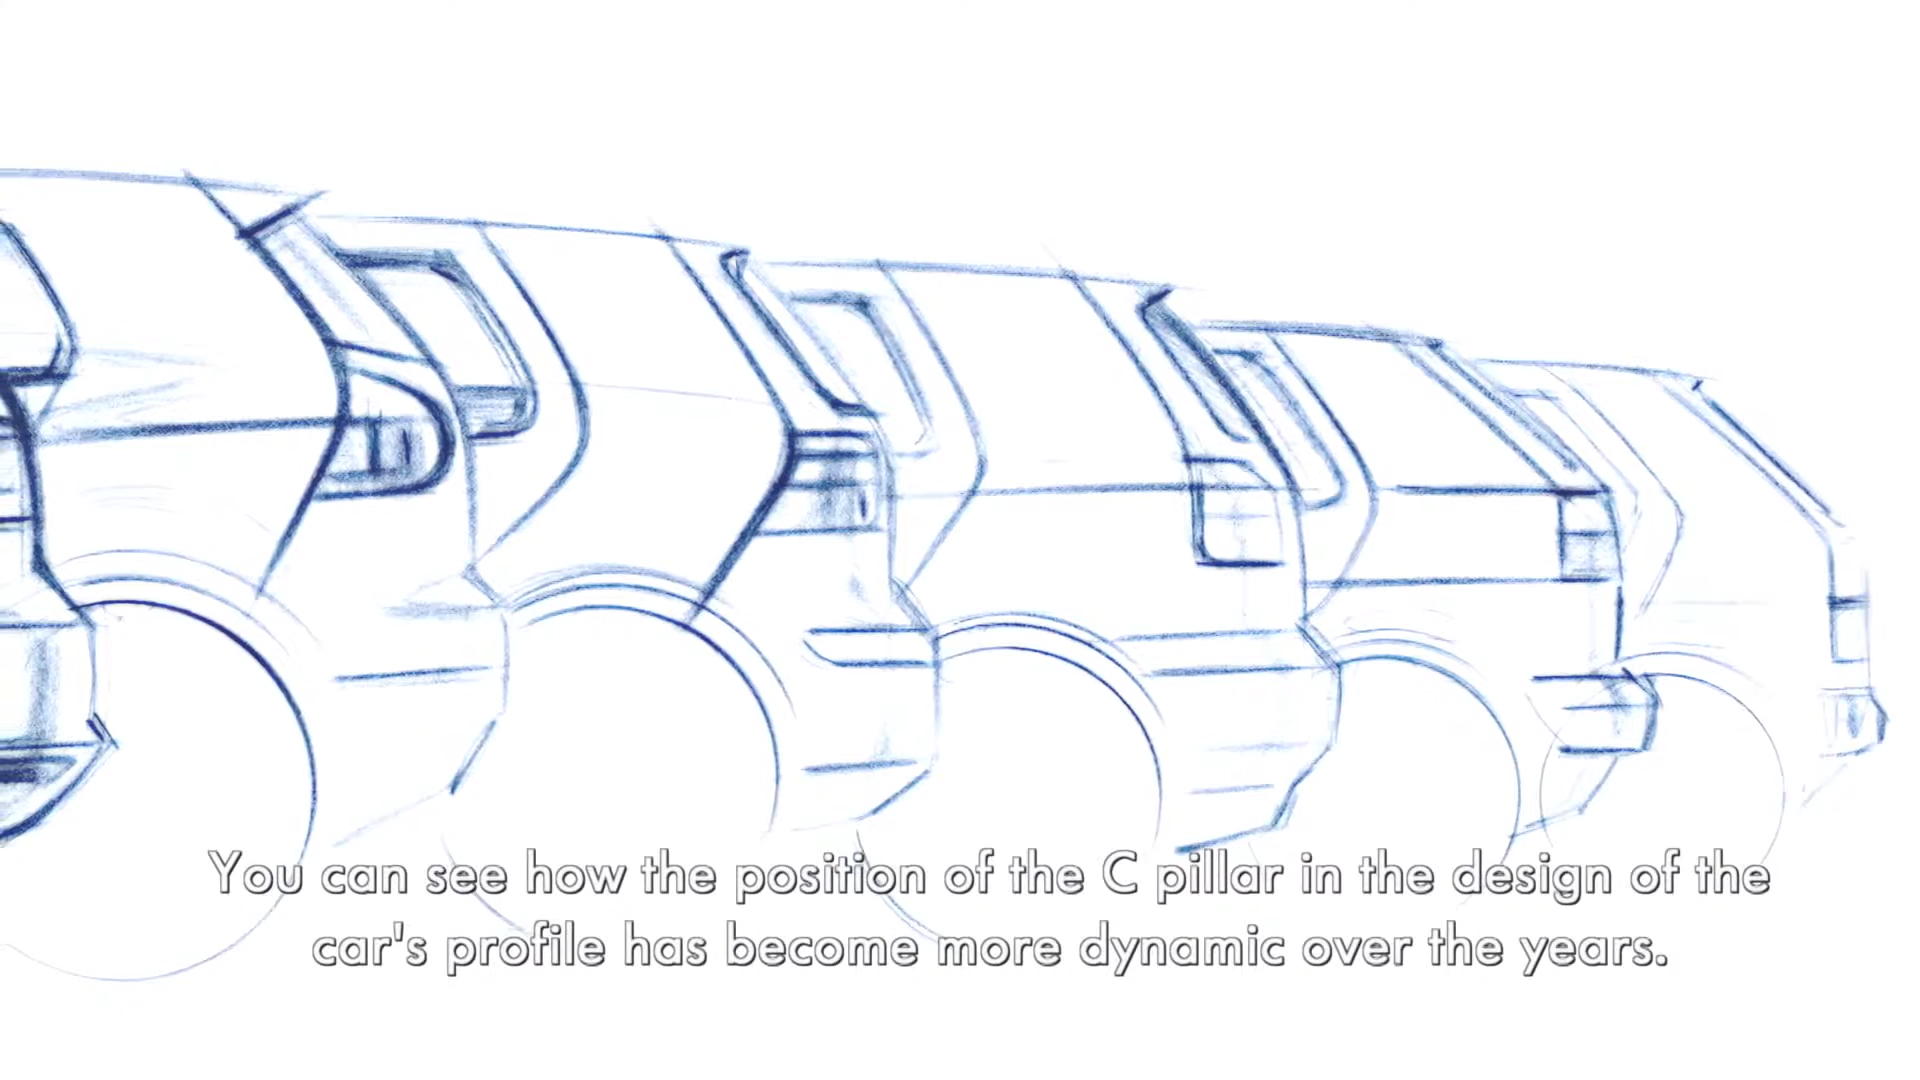 You can see how the position of the C pillar in the design of the
car's profile has become more dynamic over the years.